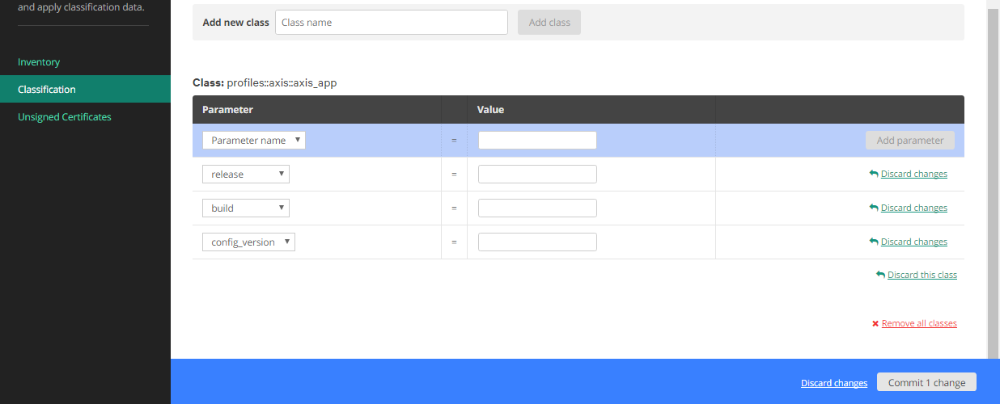 and apply classification data.
Inventory
Classification
Unsigned Certificates
Add new class Class name Add class
Class: profiles::axis::axis_app
Parameter Value
Parameter name = Add parameter
release = Discard changes
build = Discard changes
config_version = Discard changes
Discard this class
Remove all classes
Discard changes Commit 1 change